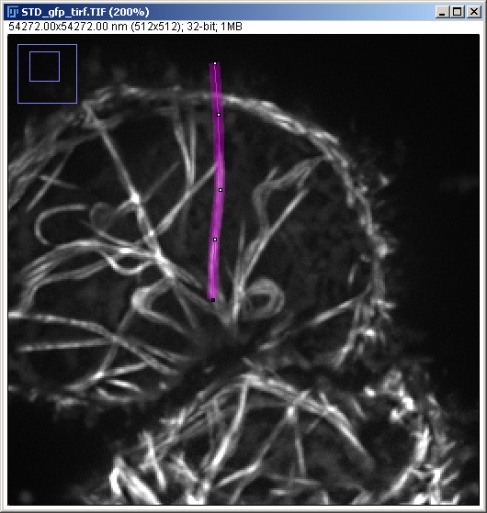 STD_gfp_tirf.TIF (200%)
54272.00x54272.00 nm (512x512); 32-bit; 1MB